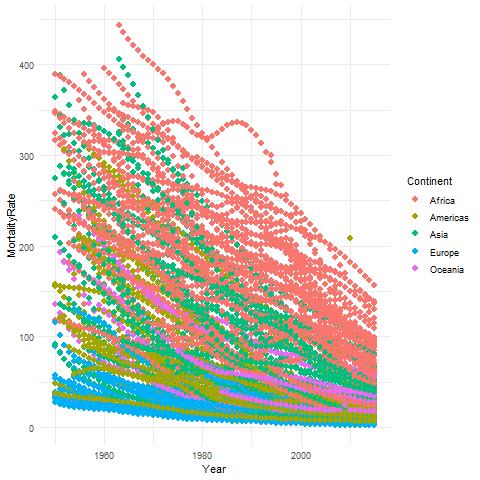 MortalityRate
400
300
200
100
0
1960
1980
2000
Year
Continent
Africa
Americas
Asia
Europe
Oceania